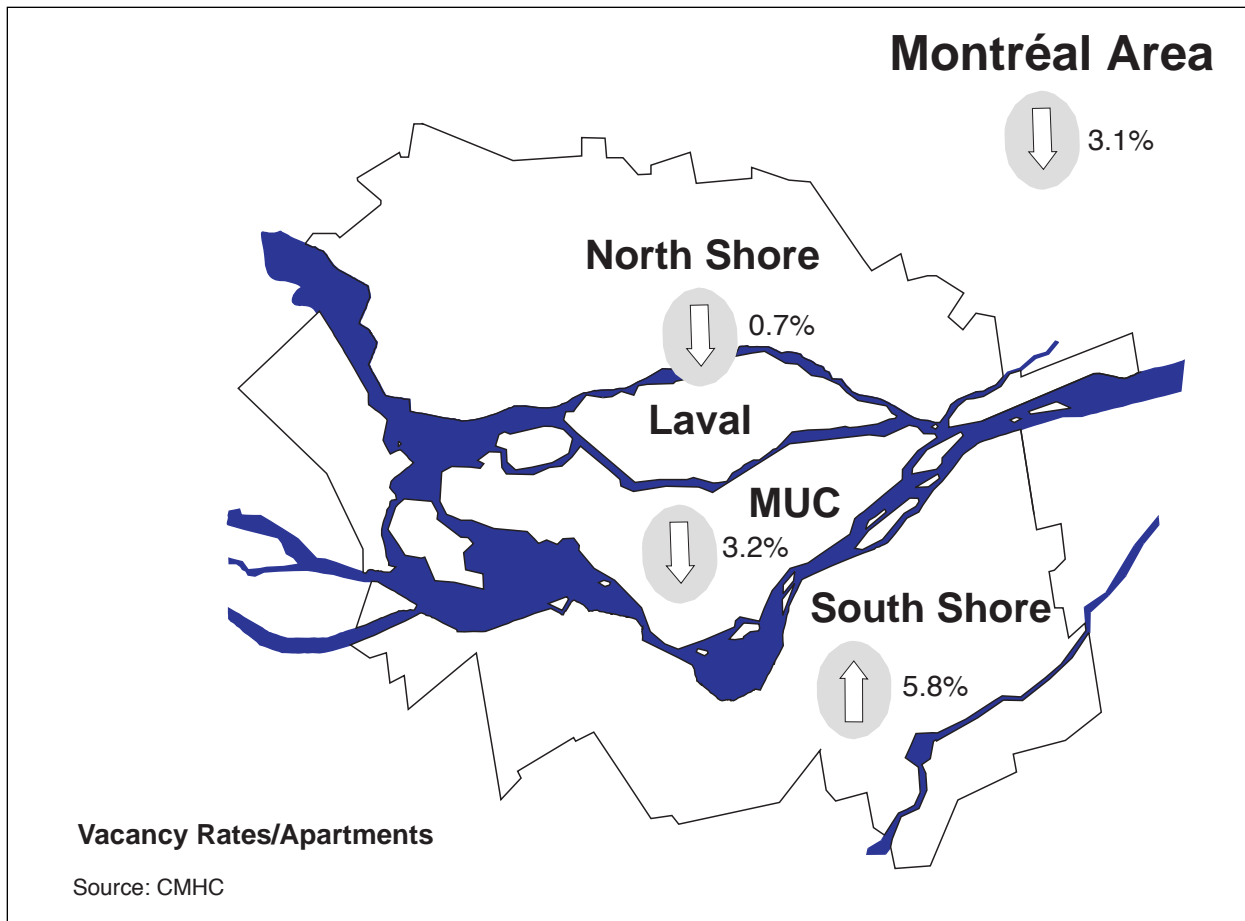 Montréal Area
3.1%
North Shore
0.7%
Laval
MUC
3.2%
South Shore
5.8%
Vacancy Rates/Apartments
Source: CMHC